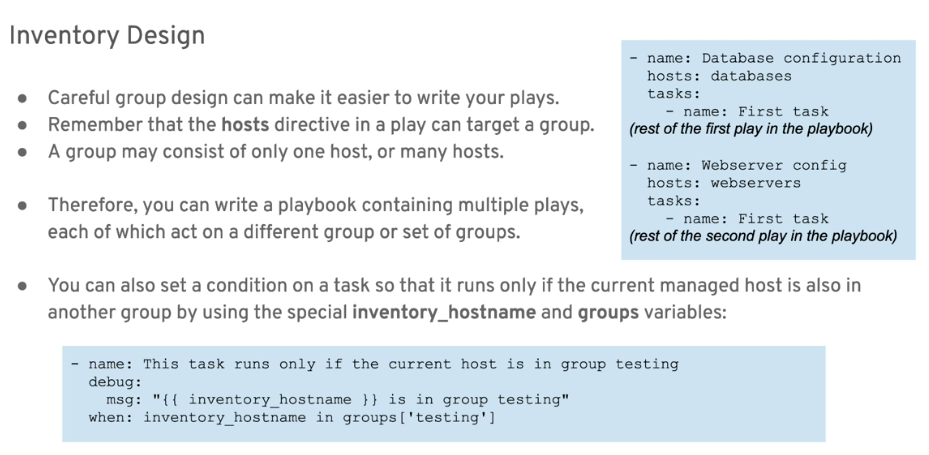 Inventory Design
● Careful group design can make it easier to write your plays.
● Remember that the hosts directive in a play can target a group.
● A group may consist of only one host, or many hosts.
● Therefore, you can write a playbook containing multiple plays,
each of which act on a different group or set of groups.
- name: Database configuration
  hosts: databases
  tasks:
    - name: First task
(rest of the first play in the playbook)
- name: Webserver config
  hosts: webservers
  tasks:
    - name: First task
(rest of the second play in the playbook)
● You can also set a condition on a task so that it runs only if the current managed host is also in
another group by using the special inventory_hostname and groups variables:
- name: This task runs only if the current host is in group testing
  debug:
    msg: "{{ inventory_hostname }} is in group testing"
  when: inventory_hostname in groups['testing']